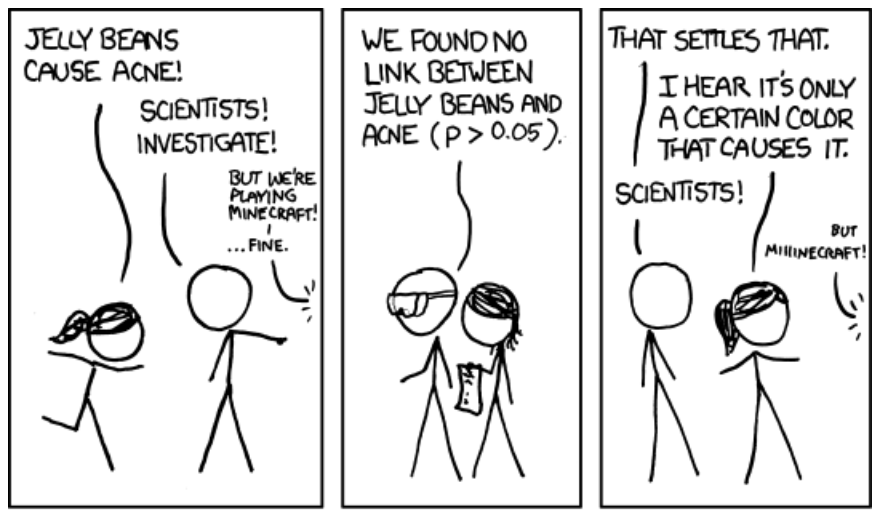 JELLY BEANS
CAUSE ACNE!
SCIENTISTS!
INVESTIGATE!
BUT WE'RE
PLAYING
MINECRAFT!
...FINE.
WE FOUND NO
LINK BETWEEN
JELLY BEANS AND
ACNE (P > 0.05).
THAT SETTLES THAT.
I HEAR IT'S ONLY
A CERTAIN COLOR
THAT CAUSES IT.
SCIENTISTS!
BUT
MIIIINECRAFT!